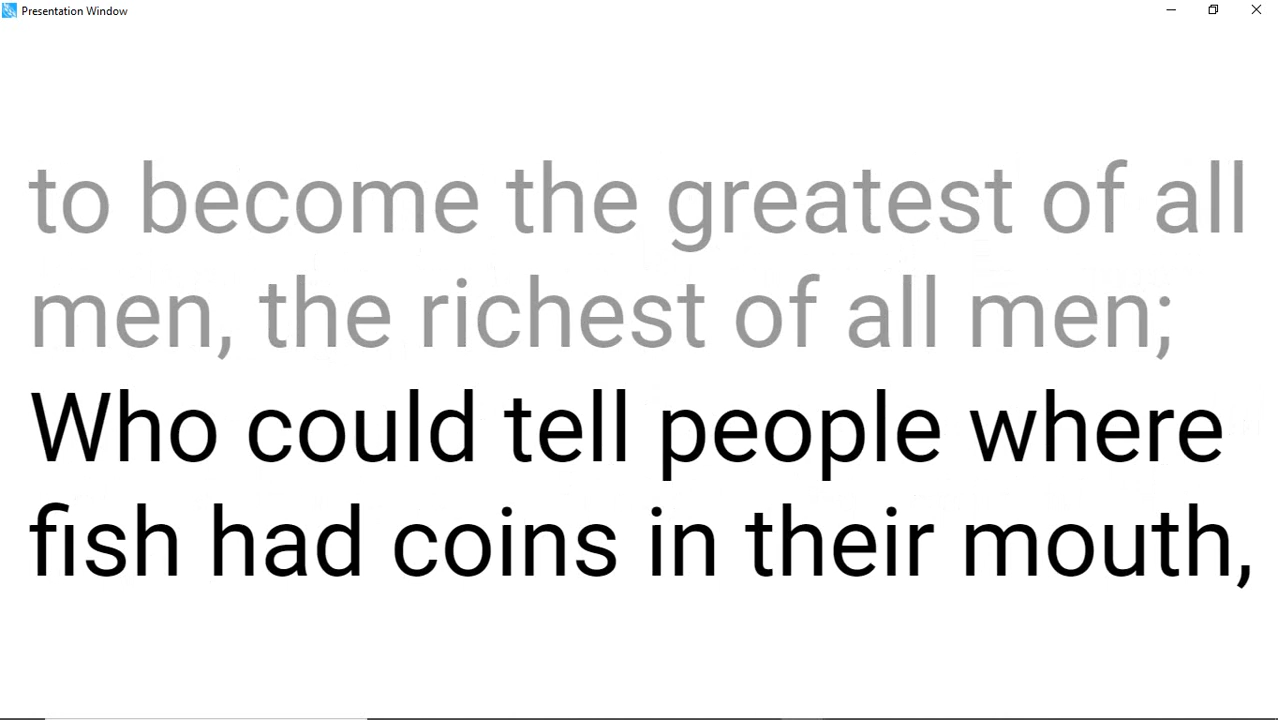 Presentation Window
to become the greatest of all
men, the richest of all men;
Who could tell people where
fish had coins in their mouth,